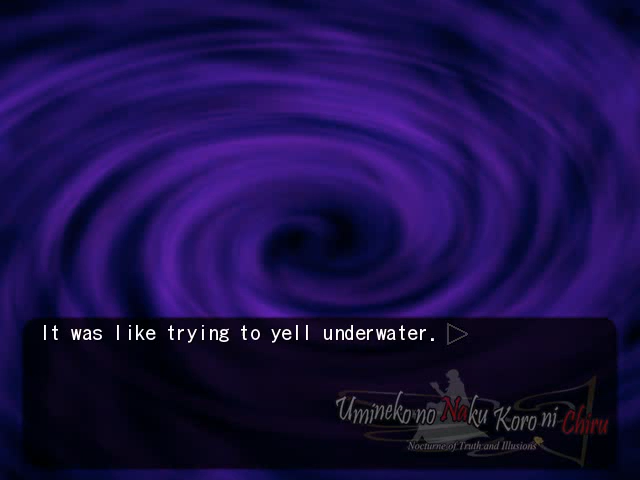 It was like trying to yell underwater.
Umineko no Naku Koro ni Chiru
Nocturne of Truth and Illusions